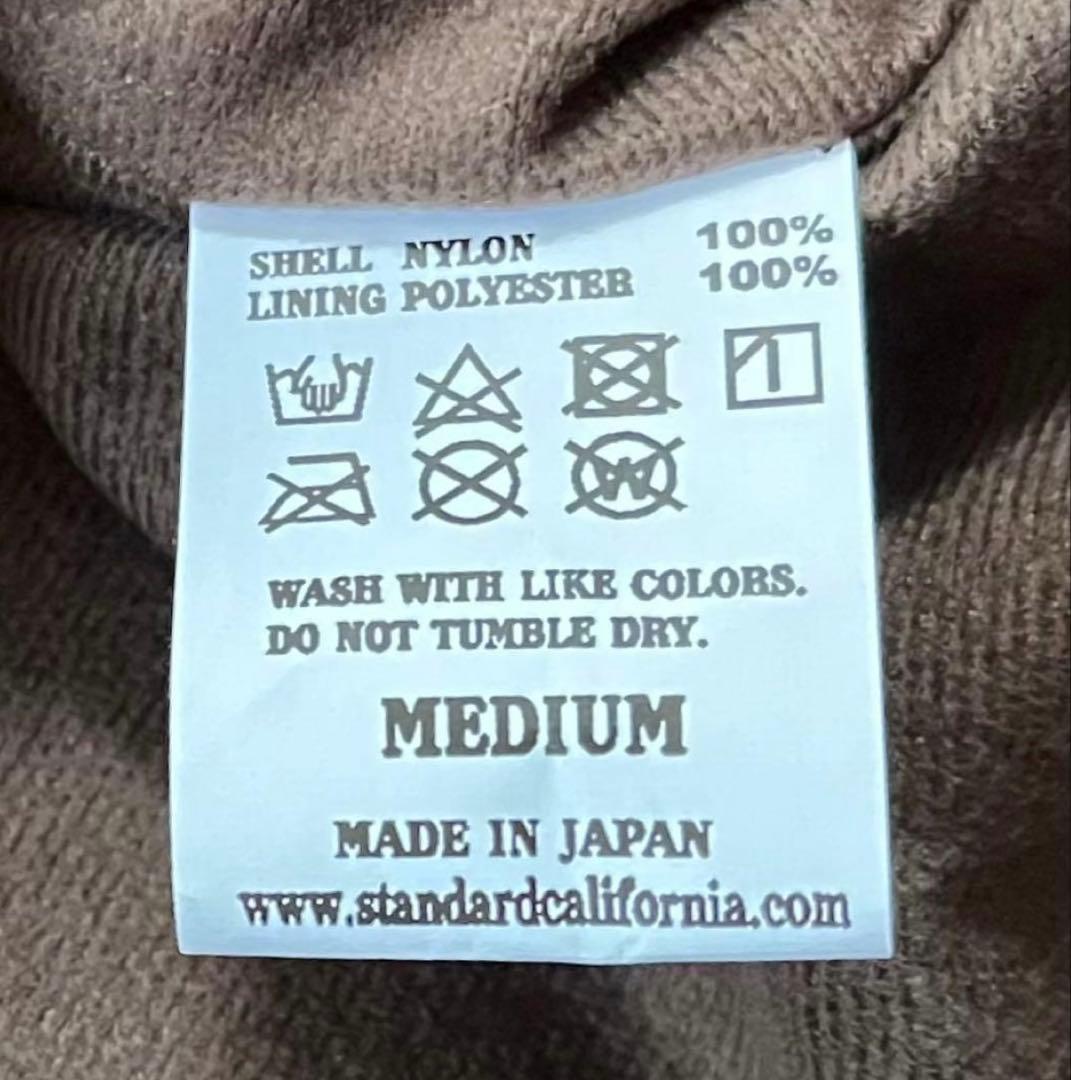 SHELL NYLON 100%
LINING POLYESTER 100%
W
WASH WITH LIKE COLORS.
DO NOT TUMBLE DRY.
MEDIUM
MADE IN JAPAN
www.standardcalifornia.com